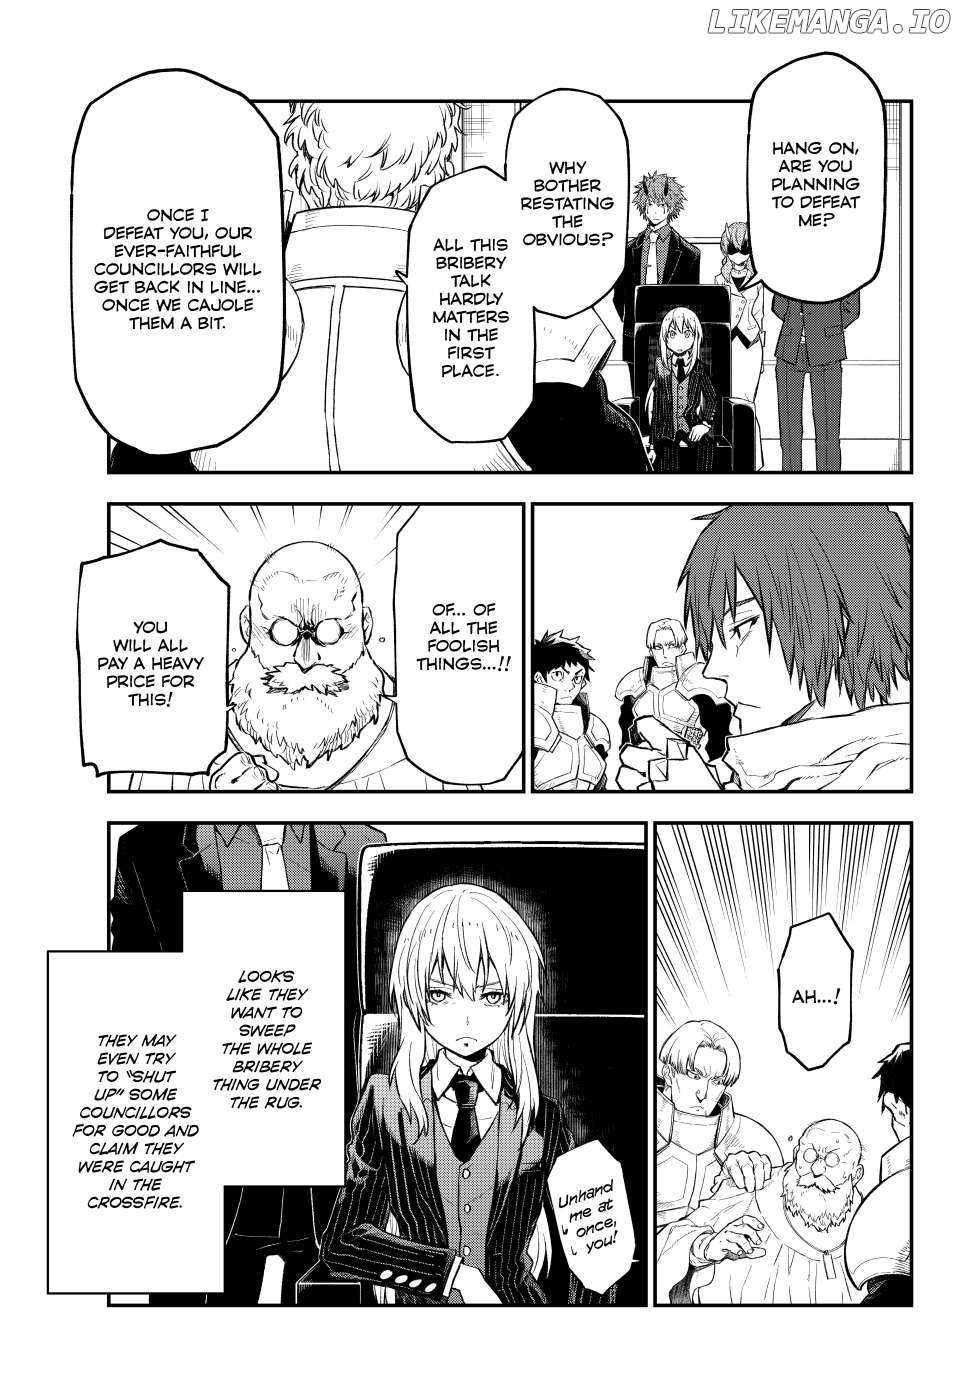 LIKEMANGA.IO
HANG ON,
ARE YOU
PLANNING
TO DEFEAT
ME?
WHY
BOTHER
RESTATING
THE
OBVIOUS?
ALL THIS
BRIBERY
TALK
HARDLY
MATTERS
IN THE
FIRST
PLACE.
ONCE I
DEFEAT YOU, OUR
EVER-FAITHFUL
COUNCILLORS WILL
GET BACK IN LINE...
ONCE WE CAJOLE
THEM A BIT.
OF... OF
ALL THE
FOOLISH
THINGS...!!
YOU
WILL ALL
PAY A HEAVY
PRICE FOR
THIS!
AH...!
Unhand
me at
once,
you!
LOOKS
LIKE THEY
WANT TO
SWEEP
THE WHOLE
BRIBERY
THING UNDER
THE RUG.
THEY MAY
EVEN TRY
TO "SHUT
UP" SOME
COUNCILLORS
FOR GOOD AND
CLAIM THEY
WERE CAUGHT
IN THE
CROSSFIRE.